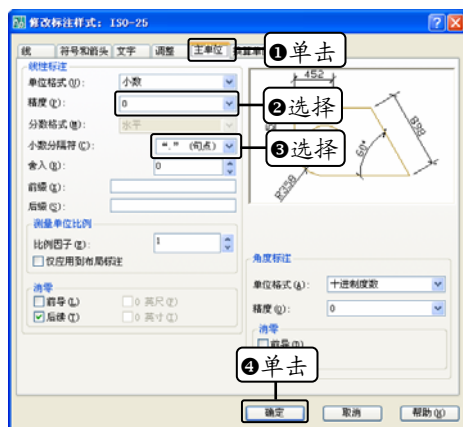 修改标注样式: ISO-25
线 符号和箭头 文字 调整 主单位 换算单位
❶单击
线性标注
单位格式(U): 小数
精度(P): 0
❷选择
分数格式(M): 水平
小数分隔符(C): “.” (句点)
❸选择
舍入(R): 0
前缀(X):
后缀(S):
测量单位比例
比例因子(E): 1
仅应用到布局标注
消零
前导(L) 0 英尺(F)
后续(T) 0 英寸(I)
452
898
60°
R358
角度标注
单位格式(A): 十进制度数
精度(O): 0
消零
前导(D)
❹单击
确定 取消 帮助(H)